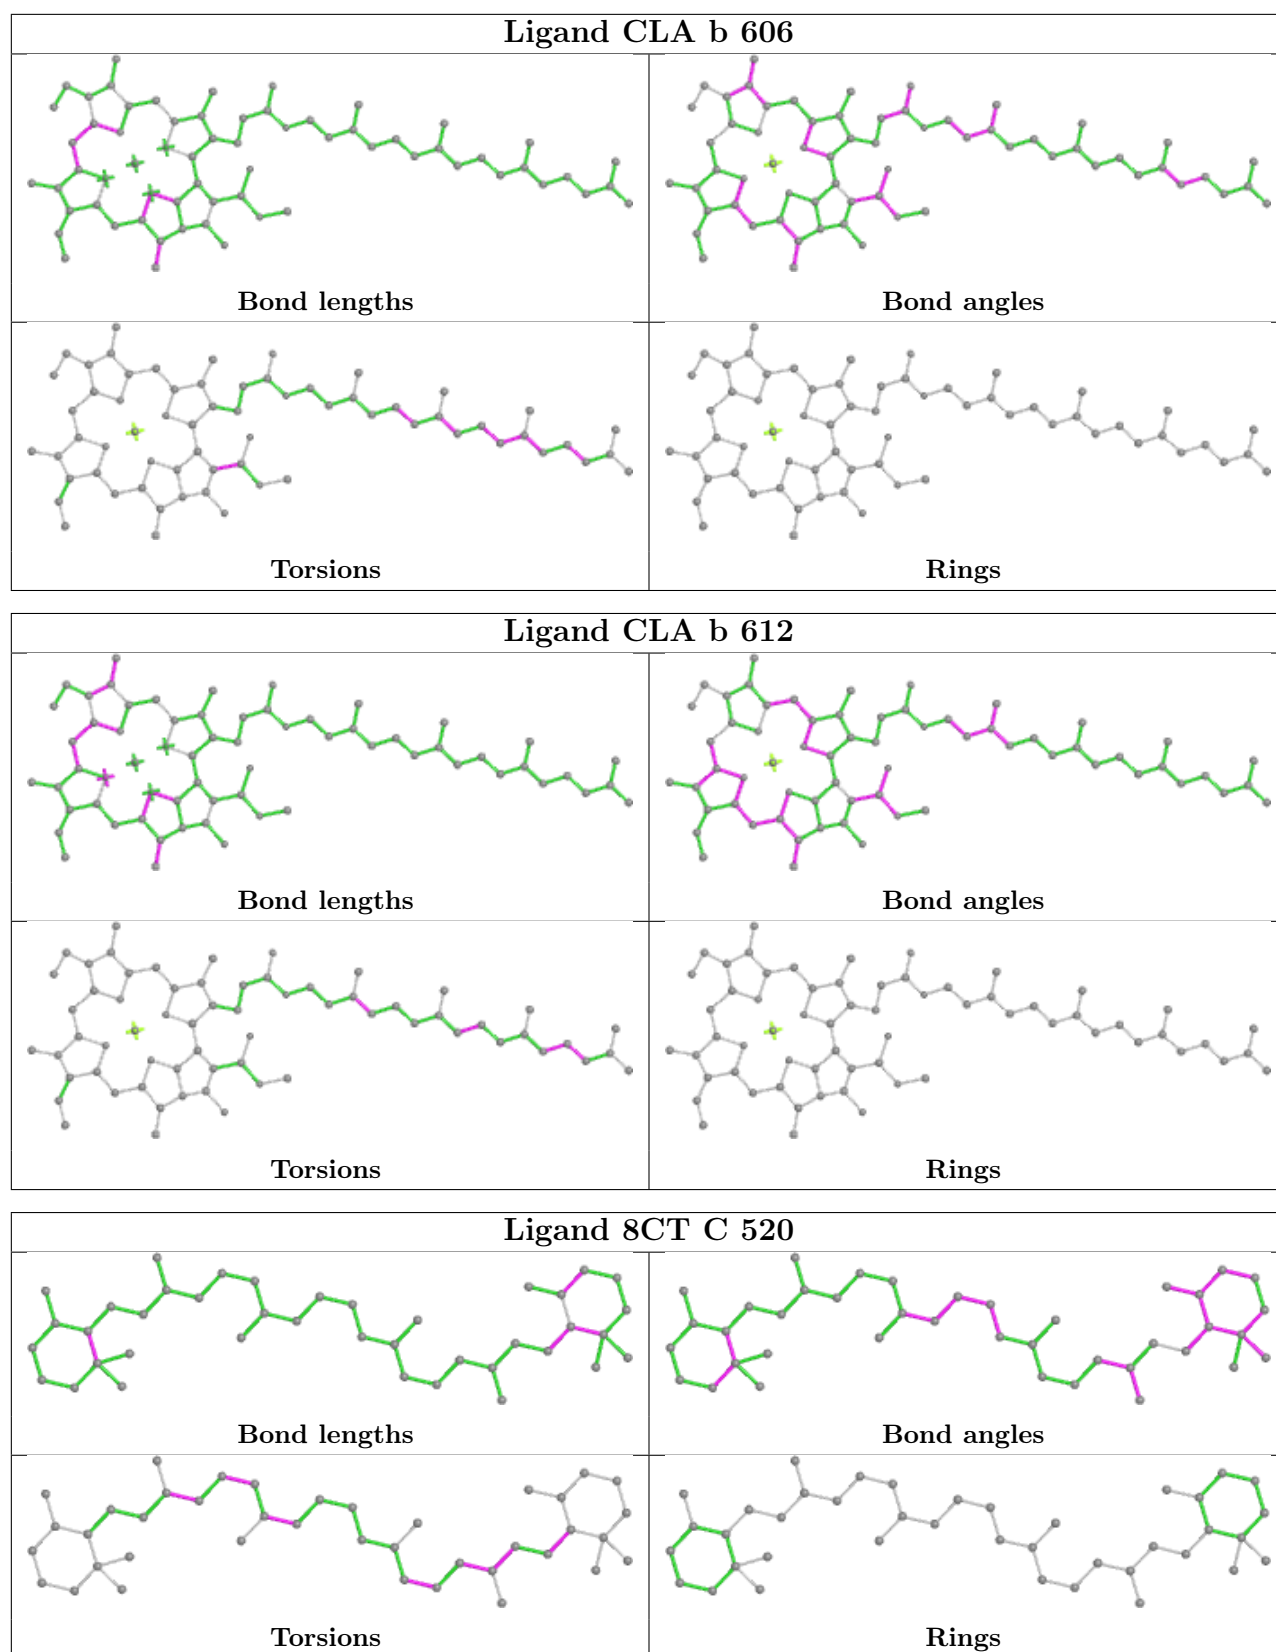 Ligand CLA b 606
Bond lengths
Bond angles
Torsions
Rings
Ligand CLA b 612
Bond lengths
Bond angles
Torsions
Rings
Ligand 8CT C 520
Bond lengths
Bond angles
Torsions
Rings